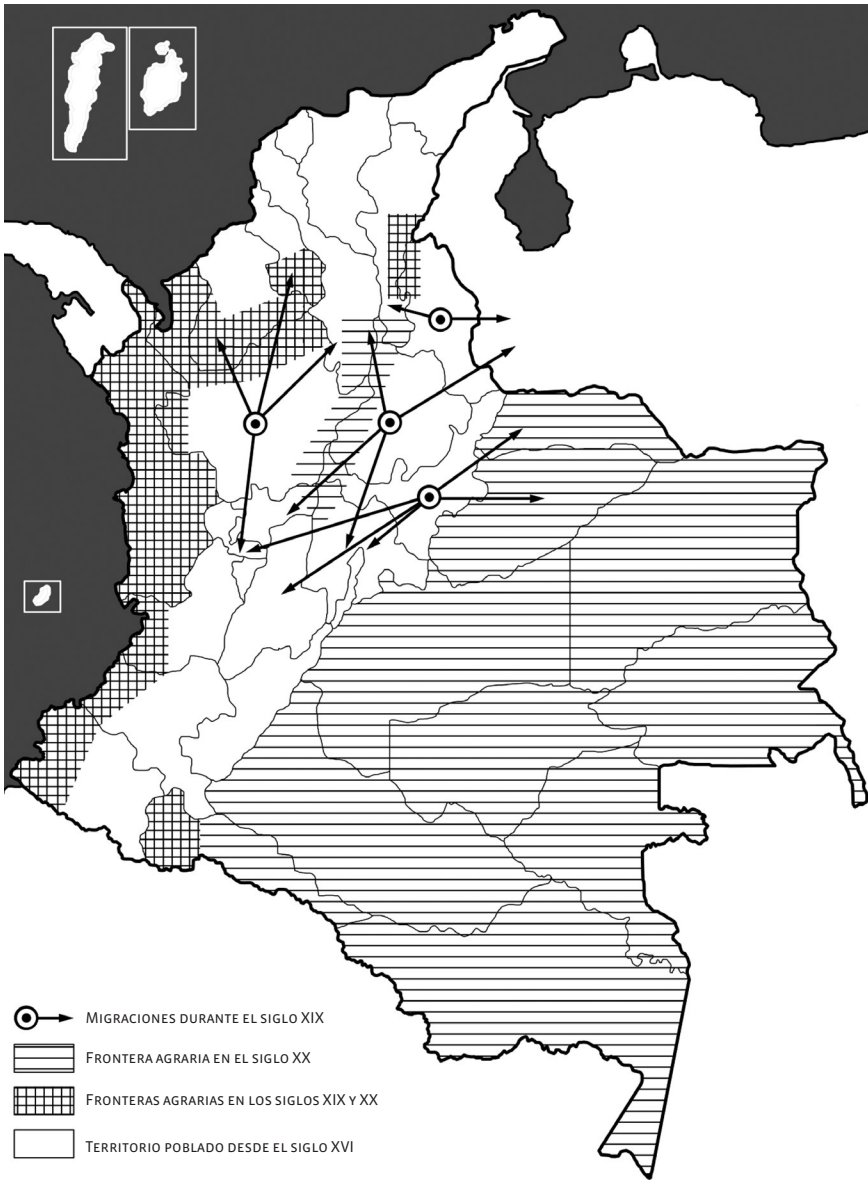 Migraciones durante el siglo XIX
Frontera agraria en el siglo XX
Fronteras agrarias en los siglos XIX y XX
Territorio poblado desde el siglo XVI